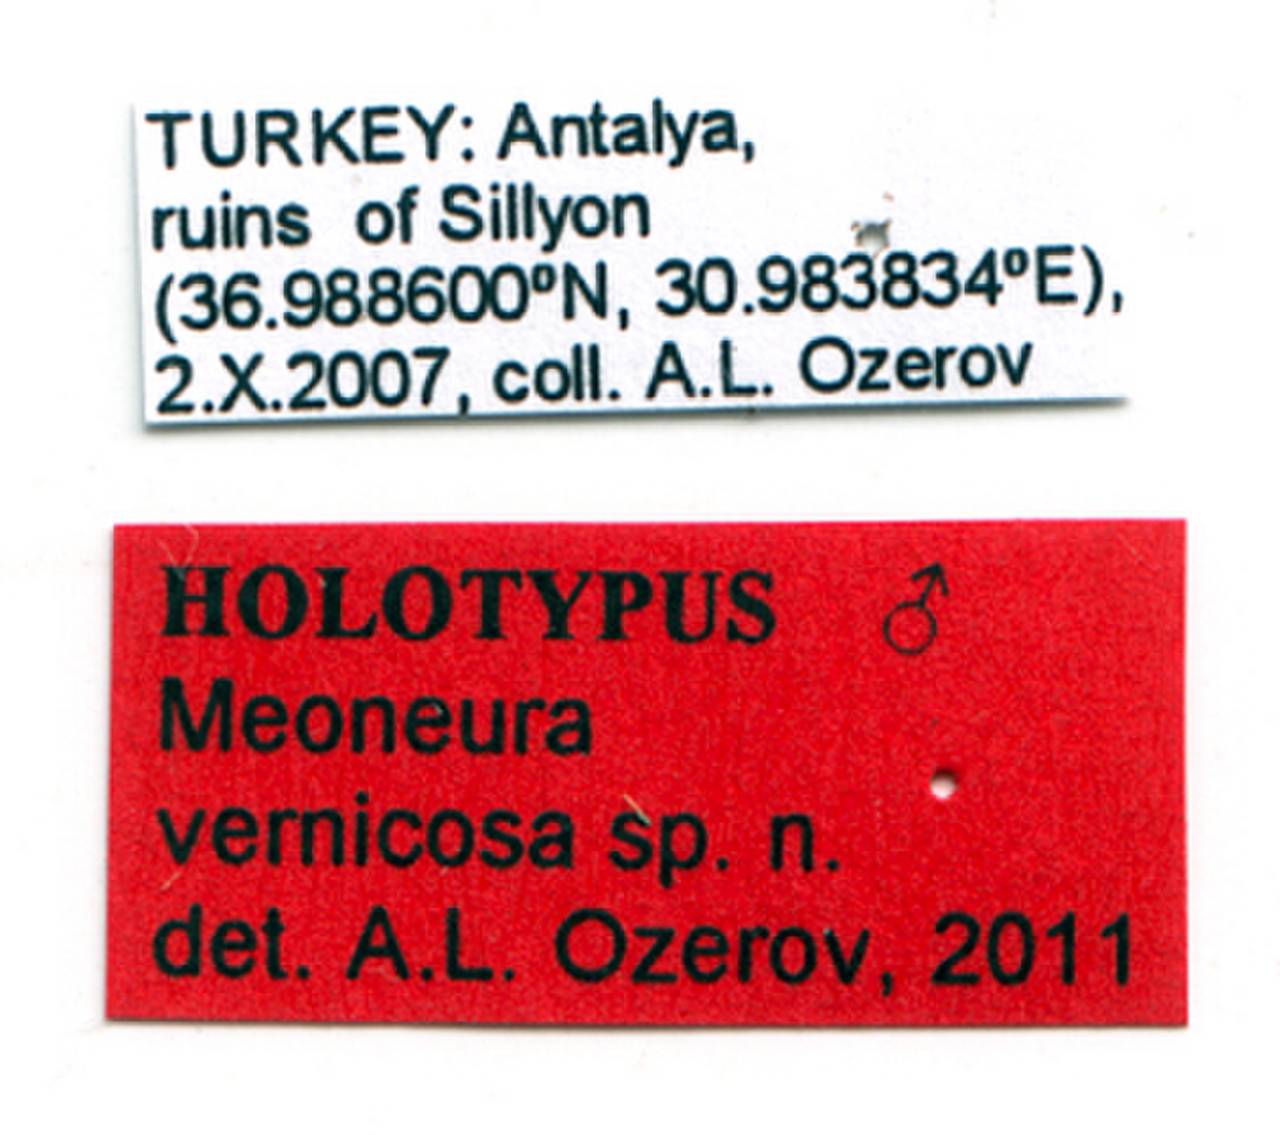 TURKEY: Antalya,
ruins of Sillyon
(36.988600ºN, 30.983834ºE),
2.X.2007, coll. A.L. Ozerov
HOLOTYPUS ♂
Meoneura
vernicosa sp. n.
det. A.L. Ozerov, 2011